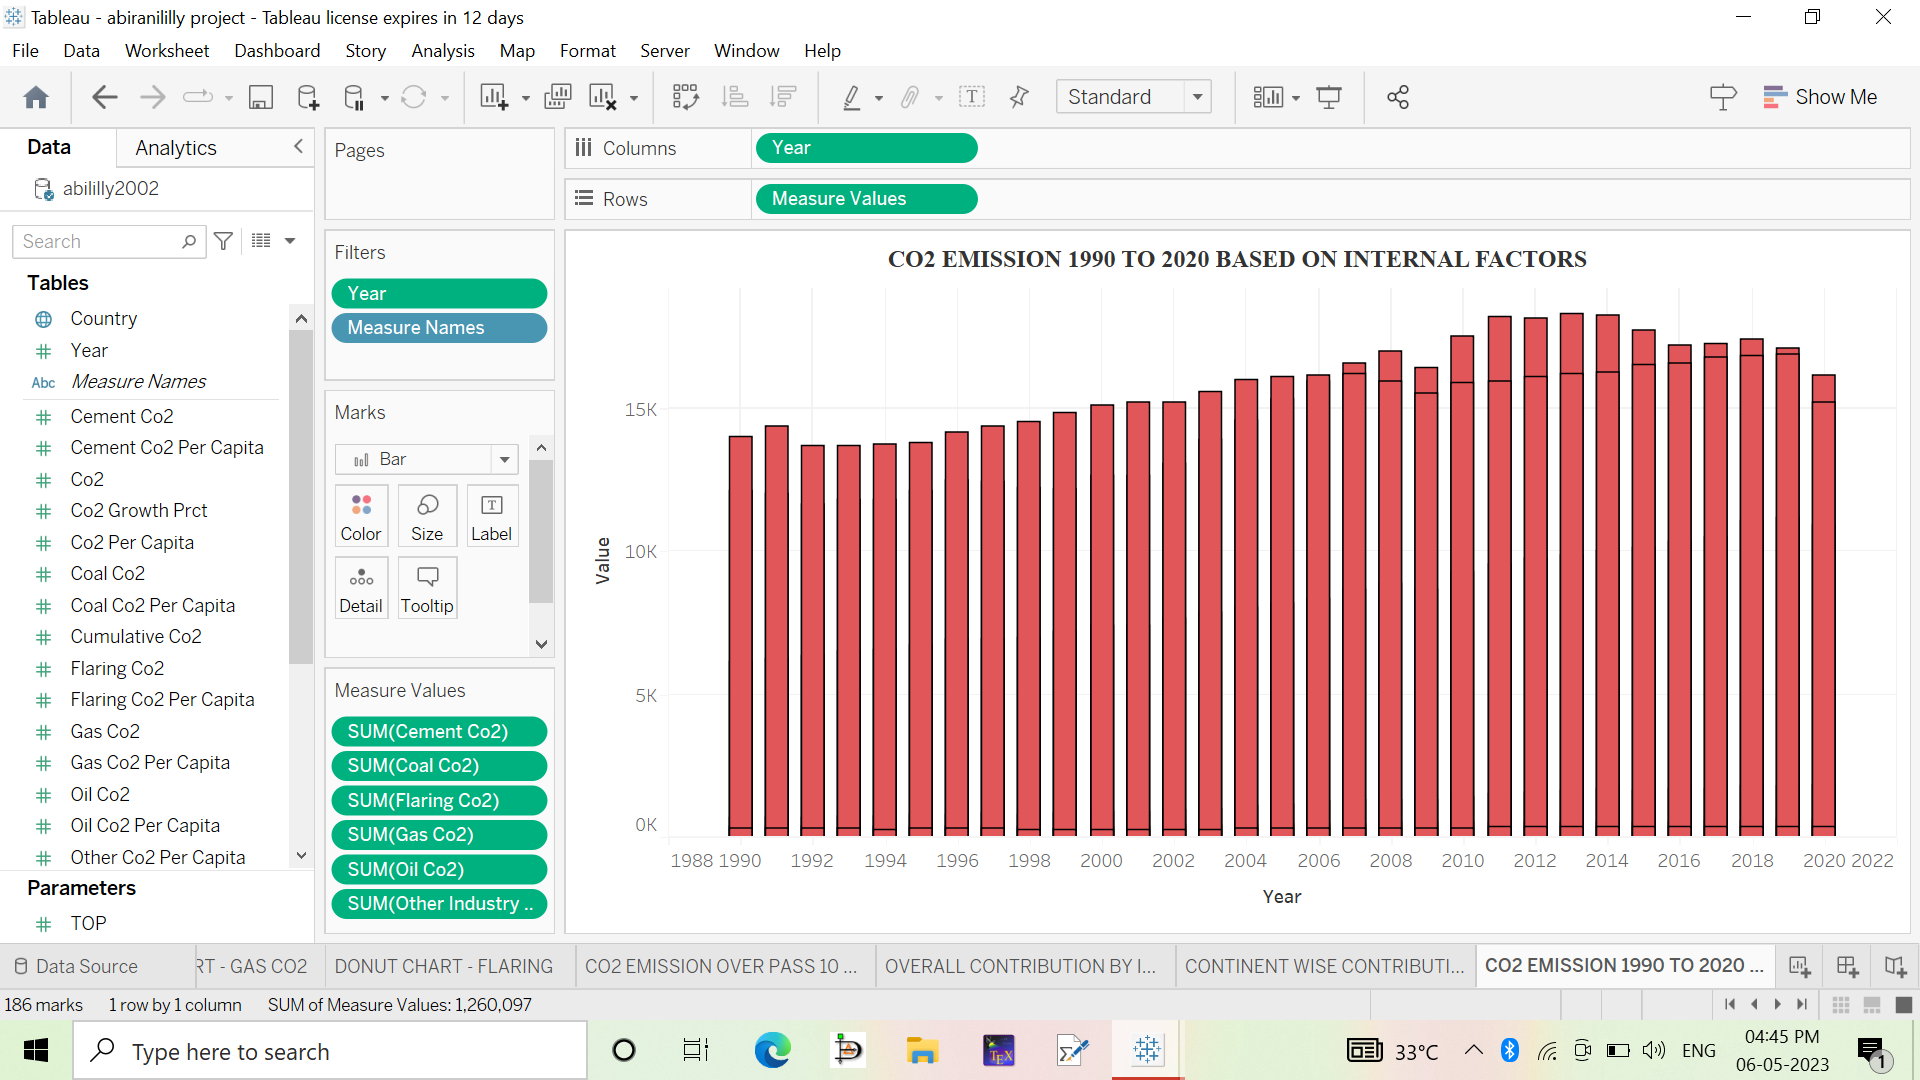 Tableau - abiranililly project - Tableau license expires in 12 days
File Data Worksheet Dashboard Story Analysis Map Format Server Window Help
Standard
Show Me
Data Analytics
abililly2002
Search
Tables
Country
Year
Abc Measure Names
Cement Co2
Cement Co2 Per Capita
Co2
Co2 Growth Prct
Co2 Per Capita
Coal Co2
Coal Co2 Per Capita
Cumulative Co2
Flaring Co2
Flaring Co2 Per Capita
Gas Co2
Gas Co2 Per Capita
Oil Co2
Oil Co2 Per Capita
Other Co2 Per Capita
Parameters
TOP
Pages
Filters
Year
Measure Names
Marks
Bar
Color Size Label
Detail Tooltip
Measure Values
SUM(Cement Co2)
SUM(Coal Co2)
SUM(Flaring Co2)
SUM(Gas Co2)
SUM(Oil Co2)
SUM(Other Industry ..
Columns Year
Rows Measure Values
CO2 EMISSION 1990 TO 2020 BASED ON INTERNAL FACTORS
15K
10K
5K
0K
Value
1988 1990 1992 1994 1996 1998 2000 2002 2004 2006 2008 2010 2012 2014 2016 2018 2020 2022
Year
Data Source RT - GAS CO2 DONUT CHART - FLARING CO2 EMISSION OVER PASS 10 ... OVERALL CONTRIBUTION BY I... CONTINENT WISE CONTRIBUTI... CO2 EMISSION 1990 TO 2020 ...
186 marks 1 row by 1 column SUM of Measure Values: 1,260,097
Type here to search
TEX
33°C
ENG
04:45 PM
06-05-2023
1